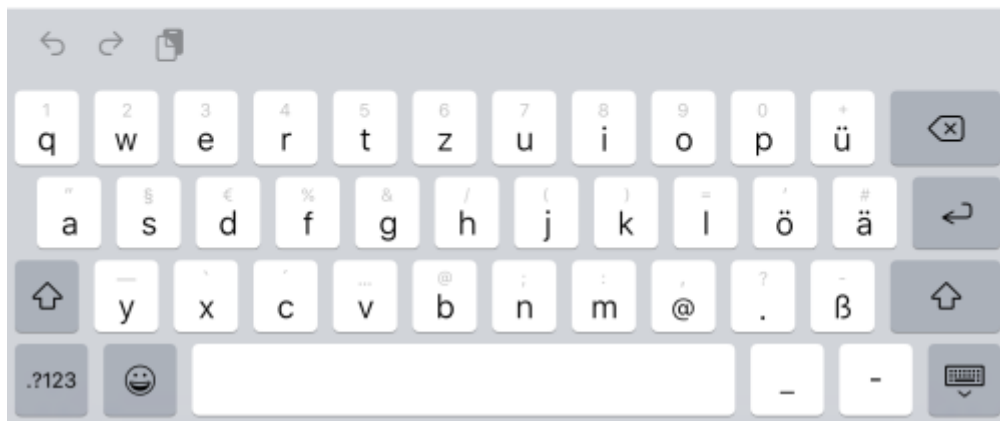 1 2 3 4 5 6 7 8 9 0 +
q w e r t z u i o p ü
" § € % & / ( ) = ' #
a s d f g h j k l ö ä
— ` ´ ... @ ; : , ? -
y x c v b n m @ . ß
.?123 _ -